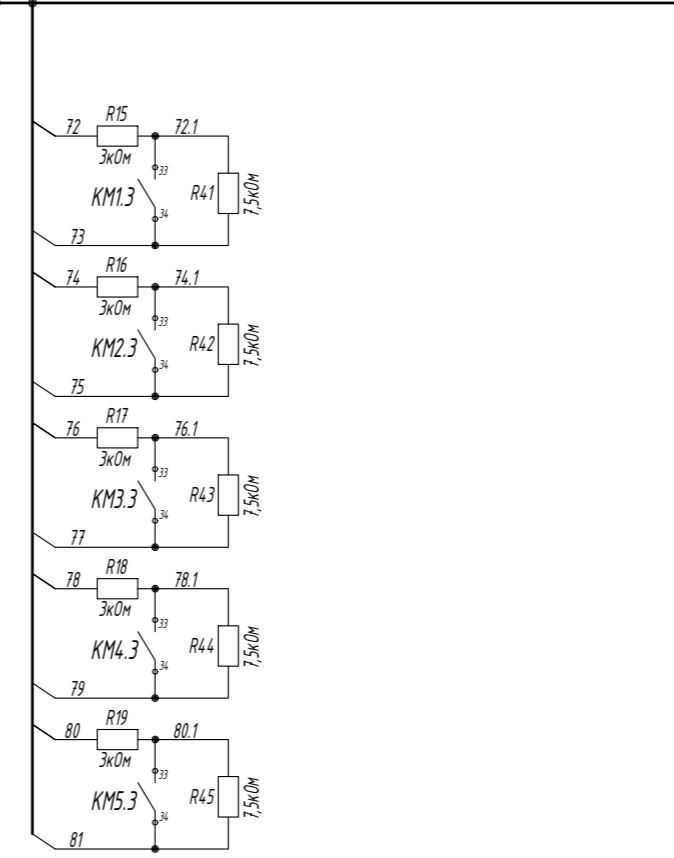 R15
72
72.1
3кОм
33
КМ1.3
R41
7,5кОм
34
73
R16
74
74.1
3кОм
33
КМ2.3
R42
7,5кОм
34
75
R17
76
76.1
3кОм
33
КМ3.3
R43
7,5кОм
34
77
R18
78
78.1
3кОм
33
КМ4.3
R44
7,5кОм
34
79
R19
80
80.1
3кОм
33
КМ5.3
R45
7,5кОм
34
81